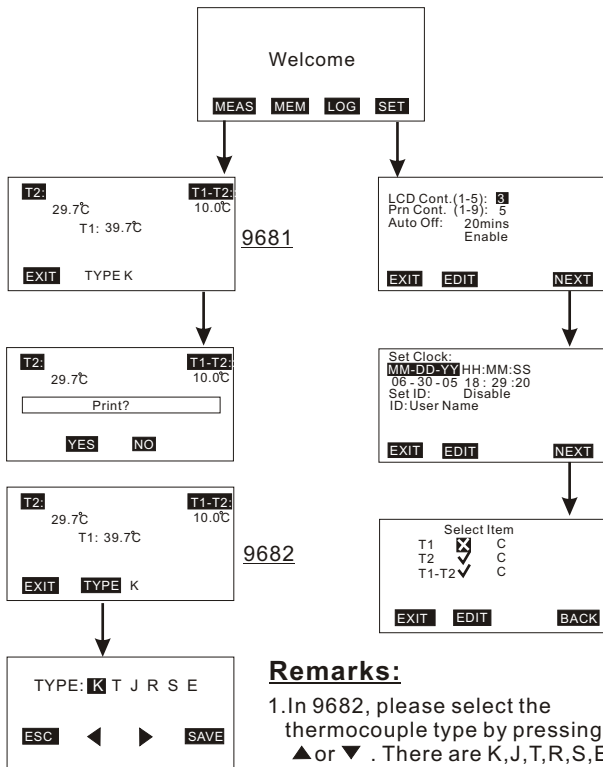 Welcome
MEAS MEM LOG SET
T2: T1-T2:
29.7℃ 10.0℃
T1: 39.7℃
EXIT TYPE K
9681
T2: T1-T2:
29.7℃ 10.0℃
Print?
YES NO
T2: T1-T2:
29.7℃ 10.0℃
T1: 39.7℃
EXIT TYPE K
9682
TYPE: K T J R S E
ESC ◀ ▶ SAVE
LCD Cont.(1-5): 3
Prn Cont. (1-9): 5
Auto Off: 20mins
Enable
EXIT EDIT NEXT
Set Clock:
MM-DD-YY HH:MM:SS
06-30-05 18:29:20
Set ID: Disable
ID:User Name
EXIT EDIT NEXT
Select Item
T1 C
T2 ✓ C
T1-T2 ✓ C
EXIT EDIT BACK
Remarks:
1.In 9682, please select the
thermocouple type by pressing
▲or ▼ . There are K,J,T,R,S,E